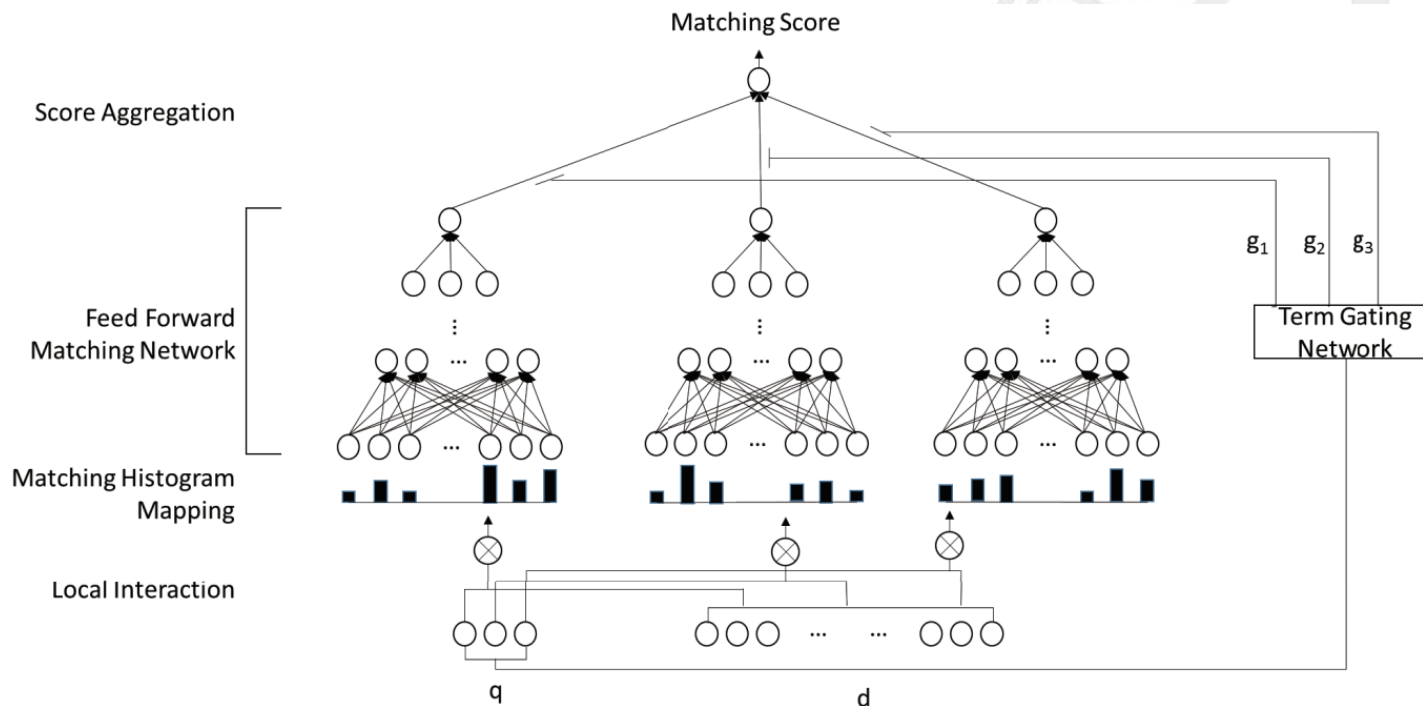 Matching Score
Score Aggregation
g₁
g₂
g₃
Feed Forward
Matching Network
Term Gating
Network
Matching Histogram
Mapping
Local Interaction
q
d